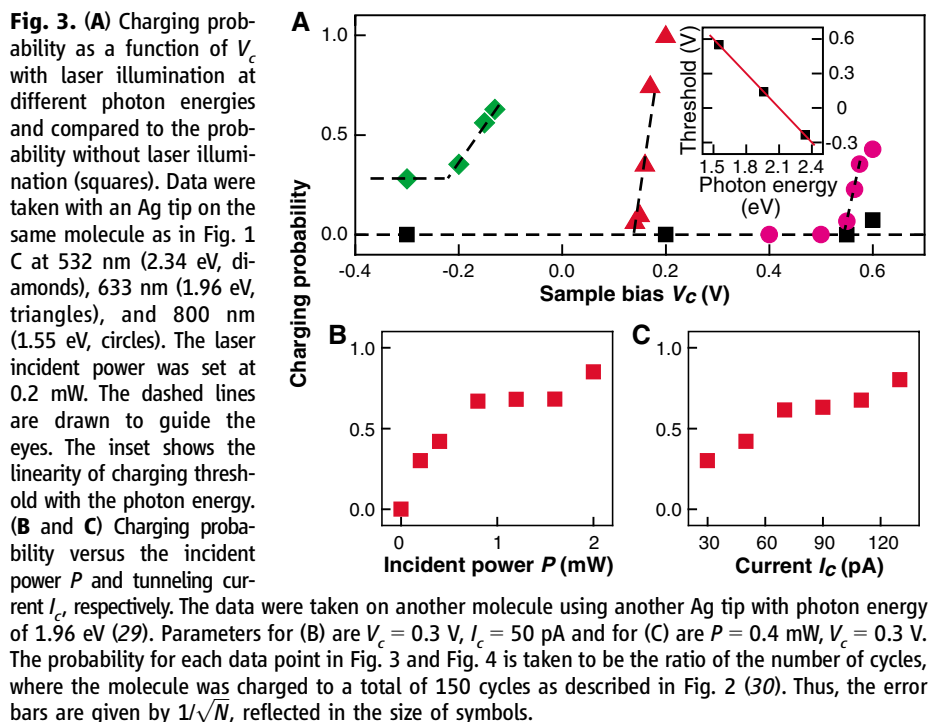 Fig. 3. (A) Charging prob-
ability as a function of Vc
with laser illumination at
different photon energies
and compared to the prob-
ability without laser illumi-
nation (squares). Data were
taken with an Ag tip on the
same molecule as in Fig. 1
C at 532 nm (2.34 eV, di-
amonds), 633 nm (1.96 eV,
triangles), and 800 nm
(1.55 eV, circles). The laser
incident power was set at
0.2 mW. The dashed lines
are drawn to guide the
eyes. The inset shows the
linearity of charging thresh-
old with the photon energy.
(B and C) Charging proba-
bility versus the incident
power P and tunneling cur-
rent Ic, respectively. The data were taken on another molecule using another Ag tip with photon energy
of 1.96 eV (29). Parameters for (B) are Vc = 0.3 V, Ic = 50 pA and for (C) are P = 0.4 mW, Vc = 0.3 V.
The probability for each data point in Fig. 3 and Fig. 4 is taken to be the ratio of the number of cycles,
where the molecule was charged to a total of 150 cycles as described in Fig. 2 (30). Thus, the error
bars are given by 1/√N, reflected in the size of symbols.
A
Charging probability
1.0
0.5
0.0
-0.4 -0.2 0.0 0.2 0.4 0.6
Sample bias Vc (V)
Threshold (V)
0.6
0.3
0
-0.3
1.5 1.8 2.1 2.4
Photon energy
(eV)
B
1.0
0.5
0.0
0 1 2
Incident power P (mW)
C
1.0
0.5
0.0
30 60 90 130
Current Ic (pA)